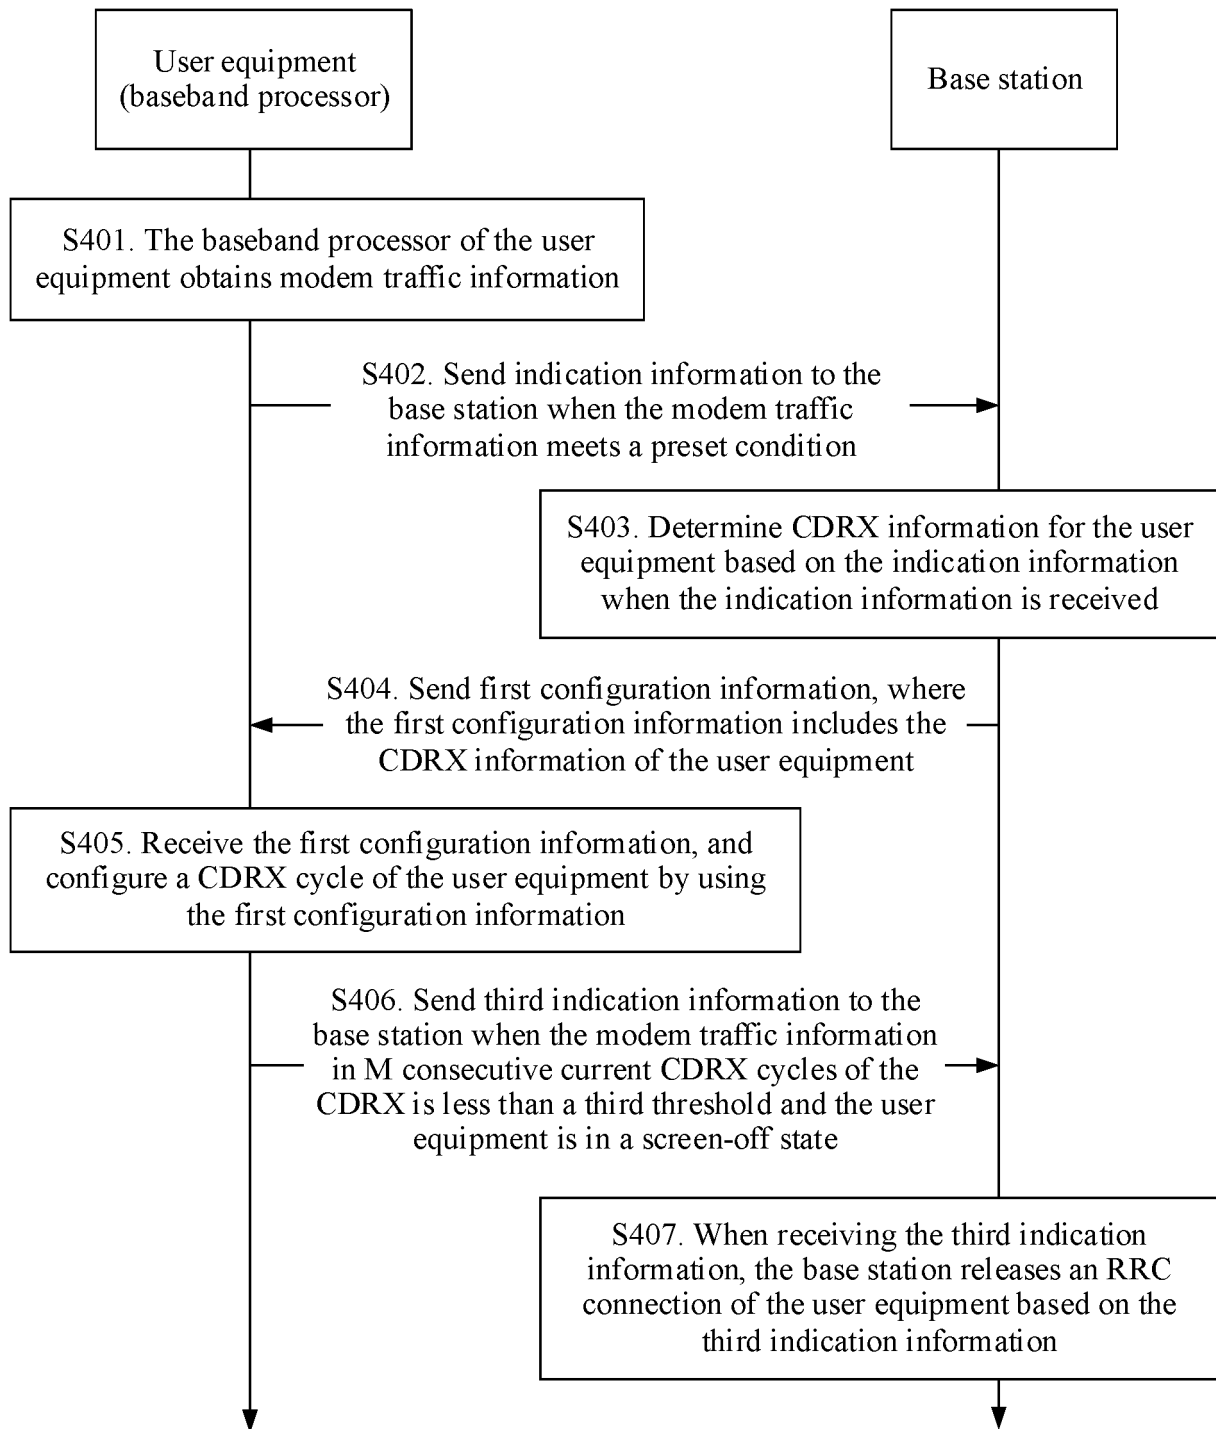 User equipment
(baseband processor)
Base station
S401. The baseband processor of the user
equipment obtains modem traffic information
S402. Send indication information to the
base station when the modem traffic
information meets a preset condition
S403. Determine CDRX information for the user
equipment based on the indication information
when the indication information is received
S404. Send first configuration information, where
the first configuration information includes the
CDRX information of the user equipment
S405. Receive the first configuration information, and
configure a CDRX cycle of the user equipment by using
the first configuration information
S406. Send third indication information to the
base station when the modem traffic information
in M consecutive current CDRX cycles of the
CDRX is less than a third threshold and the user
equipment is in a screen-off state
S407. When receiving the third indication
information, the base station releases an RRC
connection of the user equipment based on the
third indication information